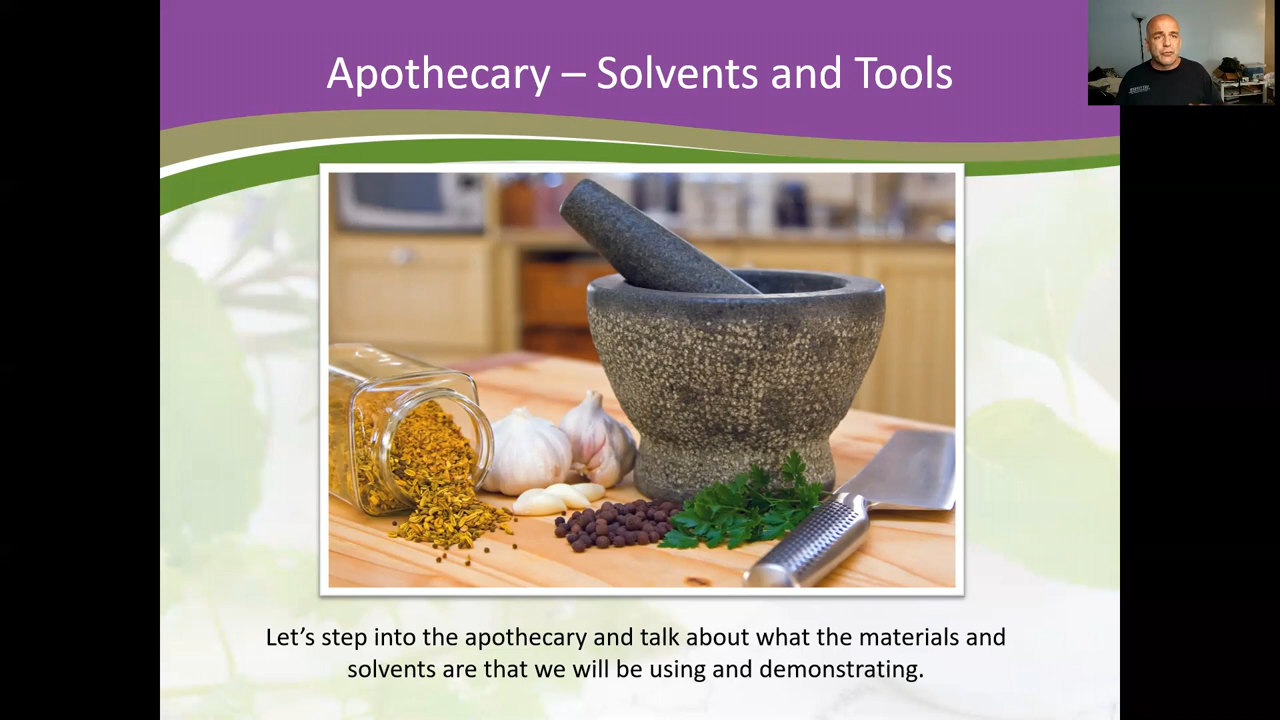 Apothecary – Solvents and Tools
Let’s step into the apothecary and talk about what the materials and
solvents are that we will be using and demonstrating.